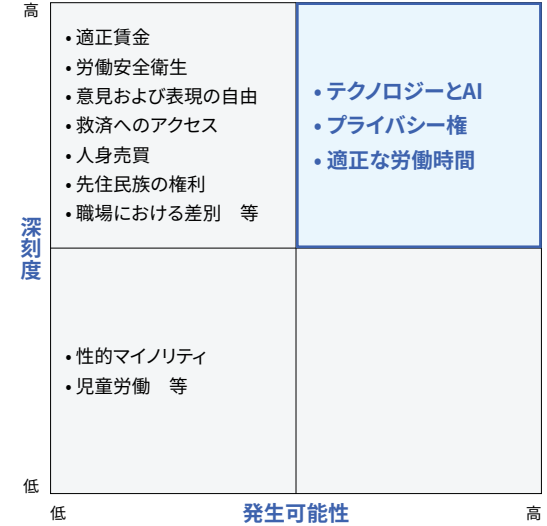 高
• 適正賃金
• 労働安全衛生
• 意見および表現の自由
• 救済へのアクセス
• 人身売買
• 先住民族の権利
• 職場における差別　等
• テクノロジーとAI
• プライバシー権
• 適正な労働時間
深刻度
• 性的マイノリティ
• 児童労働　等
低
低
発生可能性
高